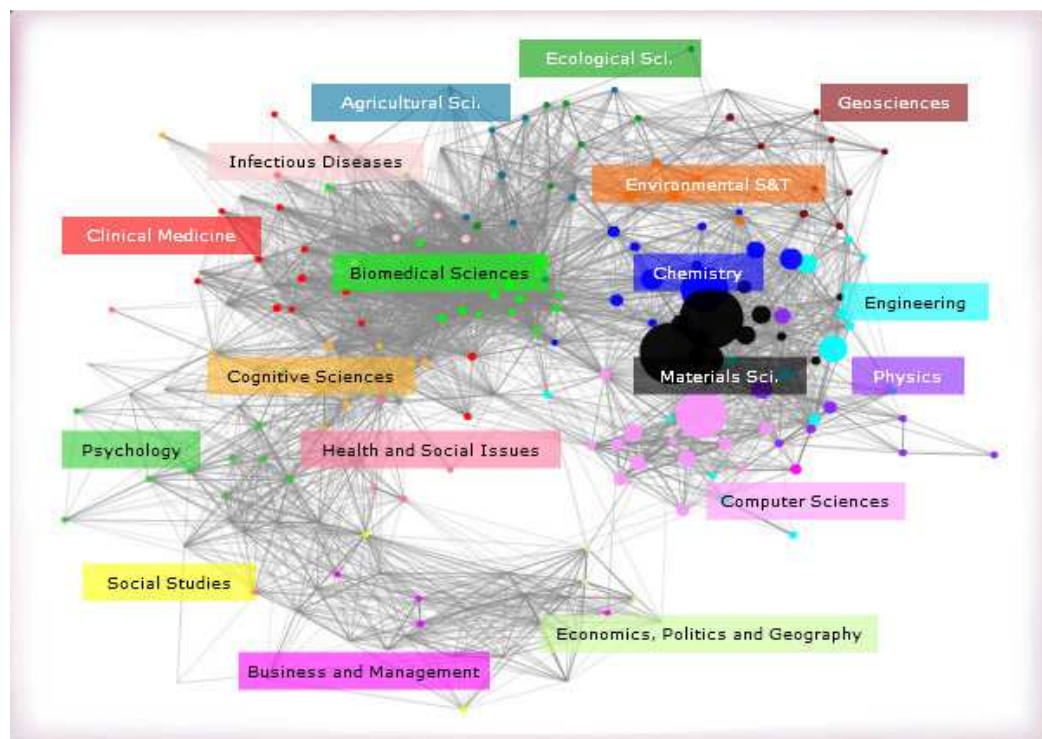 Ecological Sci.
Agricultural Sci.
Geosciences
Infectious Diseases
Environmental S&T
Clinical Medicine
Biomedical Sciences
Chemistry
Engineering
Cognitive Sciences
Materials Sci.
Physics
Psychology
Health and Social Issues
Computer Sciences
Social Studies
Economics, Politics and Geography
Business and Management